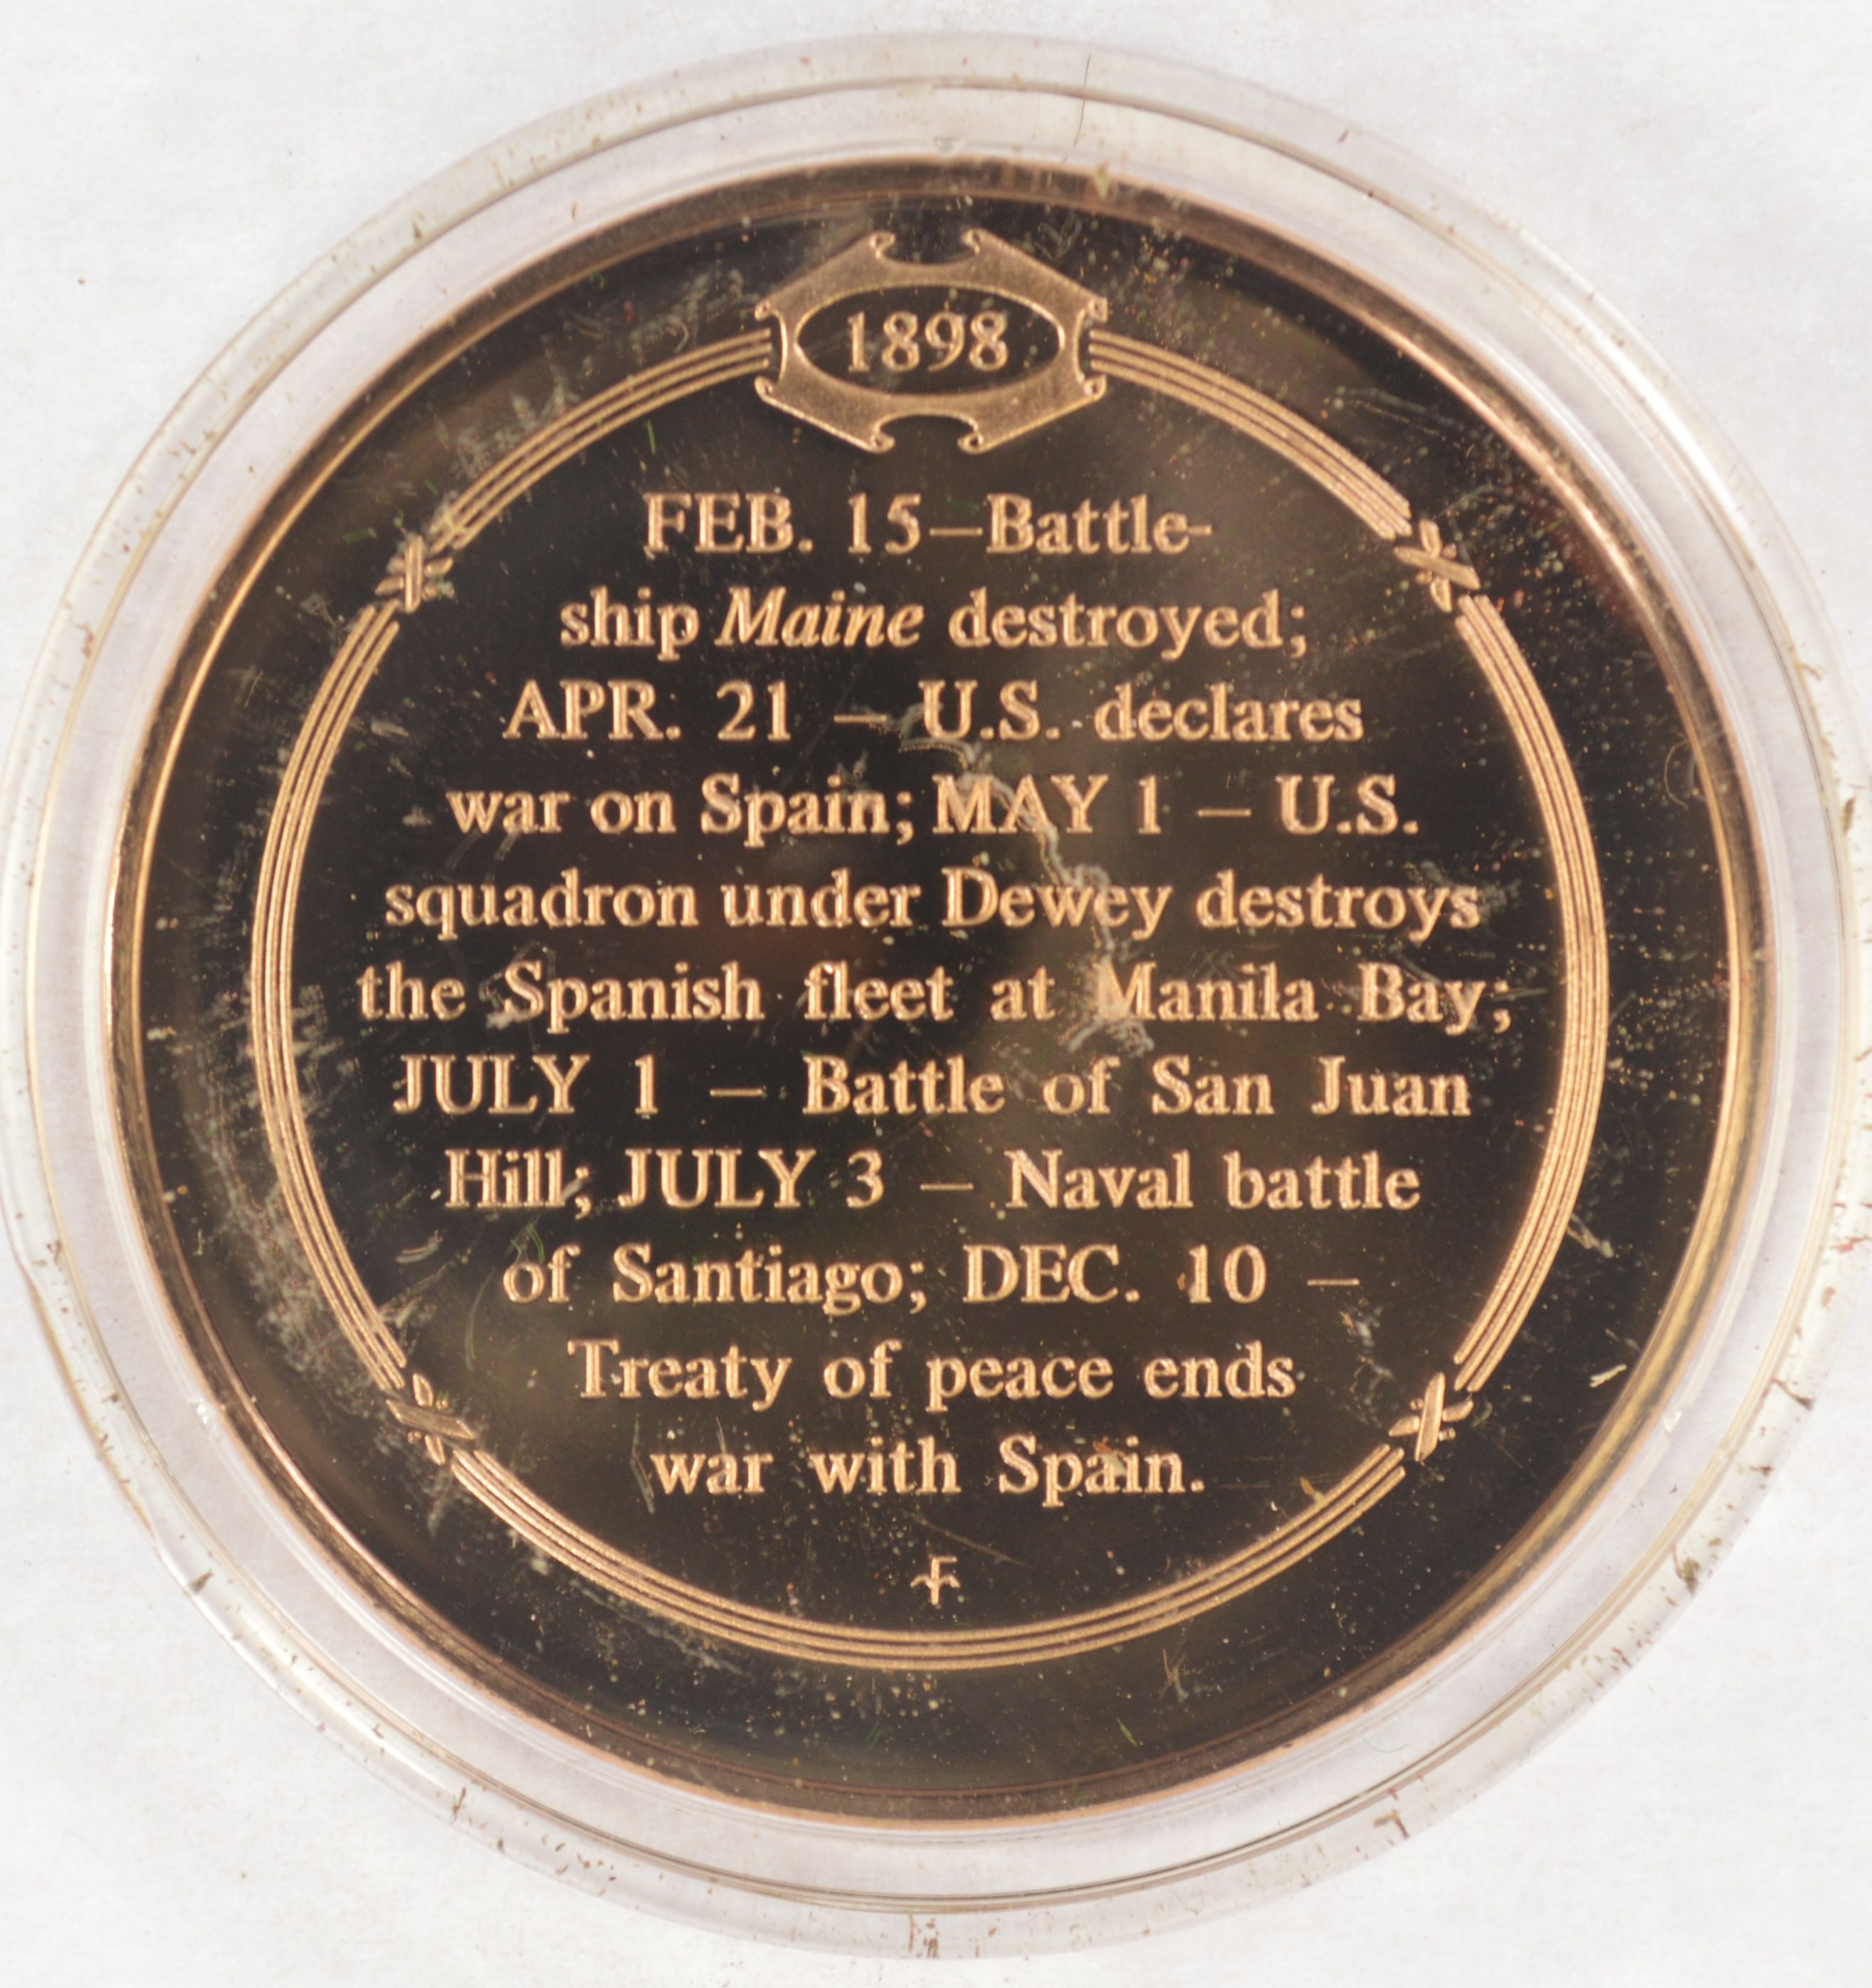 1898
FEB. 15–Battle-
ship Maine destroyed;
APR. 21 – U.S. declares
war on Spain; MAY 1 – U.S.
squadron under Dewey destroys
the Spanish fleet at Manila Bay;
JULY 1 – Battle of San Juan
Hill; JULY 3 – Naval battle
of Santiago; DEC. 10 –
Treaty of peace ends
war with Spain.
F